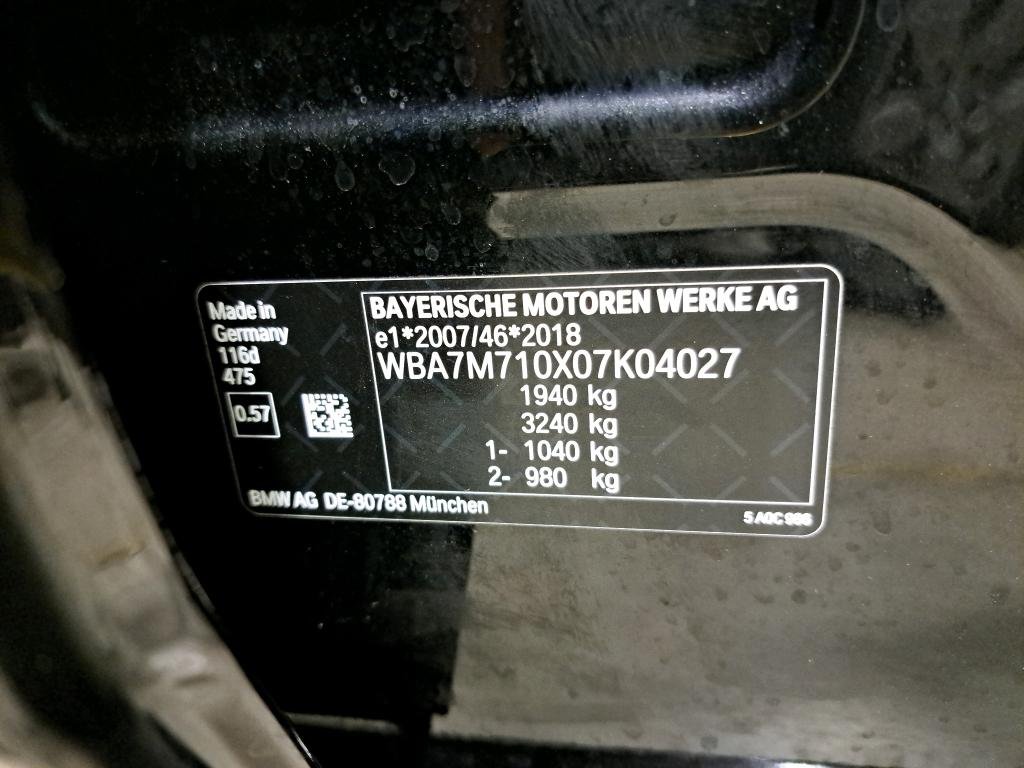 Made in
Germany
116d
475
0.57
BAYERISCHE MOTOREN WERKE AG
e1*2007/46*2018
WBA7M710X07K04027
1940 kg
3240 kg
1- 1040 kg
2- 980 kg
BMW AG DE-80788 München